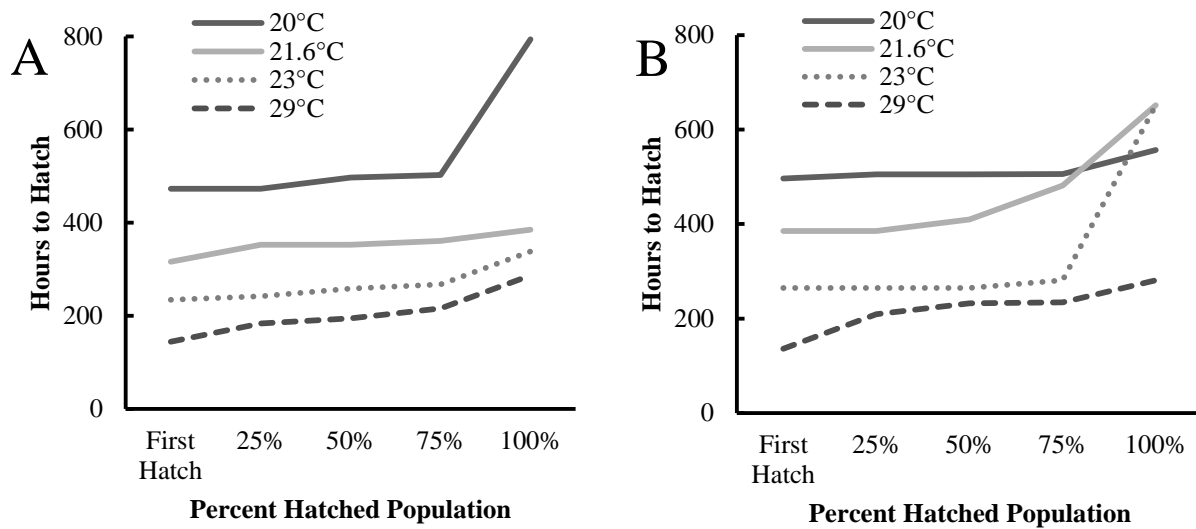 A
20°C
21.6°C
23°C
29°C
800
600
400
200
0
Hours to Hatch
First Hatch
25%
50%
75%
100%
Percent Hatched Population
B
20°C
21.6°C
23°C
29°C
800
600
400
200
0
Hours to Hatch
First Hatch
25%
50%
75%
100%
Percent Hatched Population